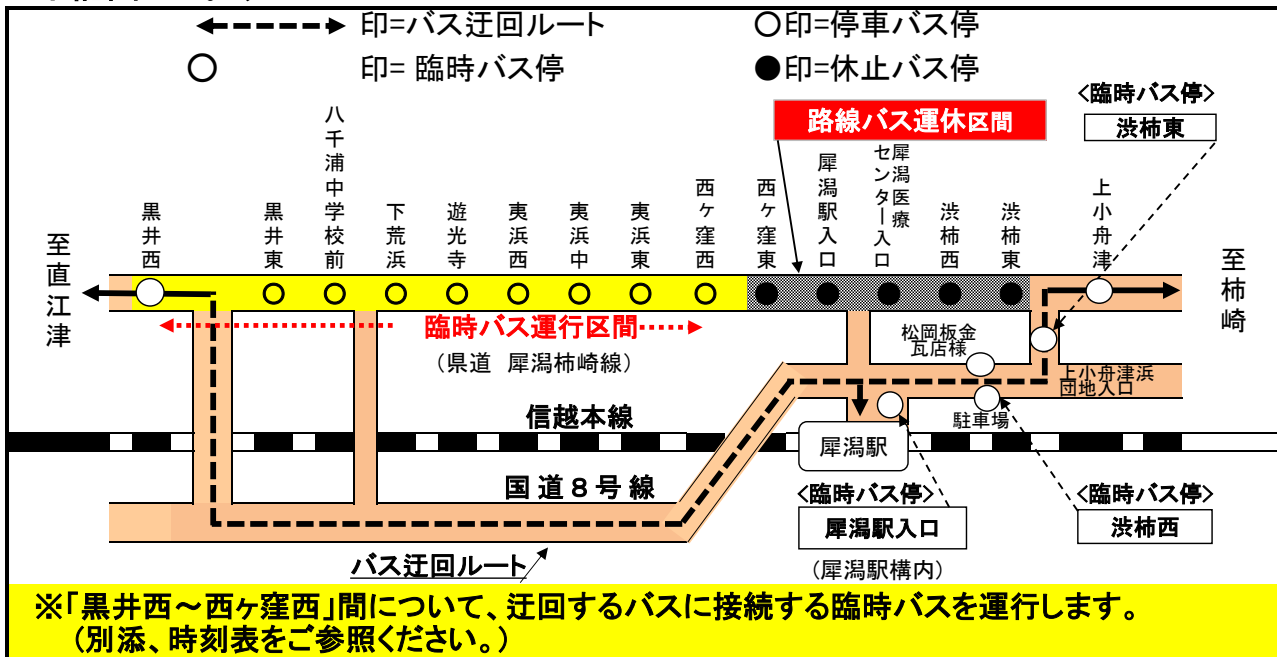 印=バス迂回ルート
○印=停車バス停
○ 印= 臨時バス停
●印=休止バス停
<臨時バス停>
渋柿東
路線バス運休区間
至直江津
黒井西
黒井東
八千浦中学校前
下荒浜
遊光寺
夷浜西
夷浜中
夷浜東
西ヶ窪西
西ヶ窪東
犀潟駅入口
犀潟医療
センター入口
渋柿西
渋柿東
上小舟津
至柿崎
臨時バス運行区間
(県道 犀潟柿崎線)
松岡板金
瓦店様
上小舟津浜
団地入口
駐車場
信越本線
犀潟駅
国道8号線
<臨時バス停>
犀潟駅入口
(犀潟駅構内)
<臨時バス停>
渋柿西
バス迂回ルート
※「黒井西～西ヶ窪西」間について、迂回するバスに接続する臨時バスを運行します。
(別添、時刻表をご参照ください。)